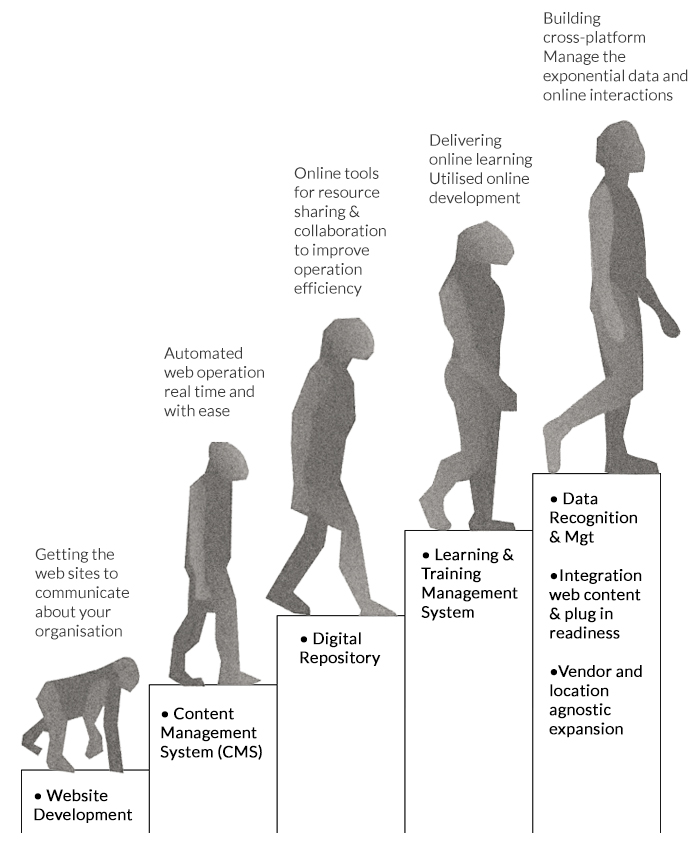 Getting the
web sites to
communicate
about your
organisation
• Website
Development
Automated
web operation
real time and
with ease
• Content
Management
System (CMS)
Online tools
for resource
sharing &
collaboration
to improve
operation
efficiency
• Digital
Repository
Delivering
online learning
Utilised online
development
• Learning &
Training
Management
System
Building
cross-platform
Manage the
exponential data and
online interactions
• Data
Recognition
& Mgt
•Integration
web content
& plug in
readiness
•Vendor and
location
agnostic
expansion